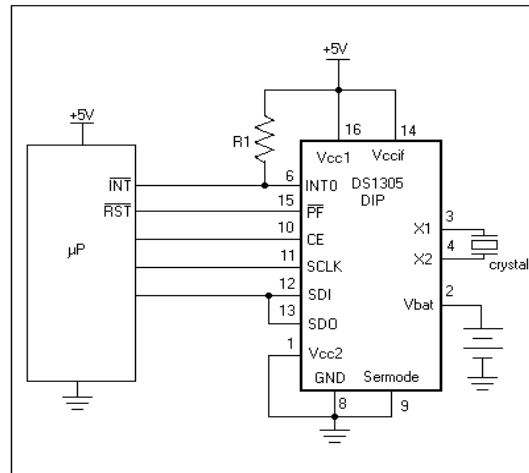 +5V
16
14
+5V
R1
Vcc1
Vccif
6
DS1305
INT
INT0
DIP
15
RST
PF
3
X1
10
CE
4
µP
X2
11
SCLK
crystal
12
SDI
2
Vbat
13
SDO
1
Vcc2
GND
Sermode
8
9